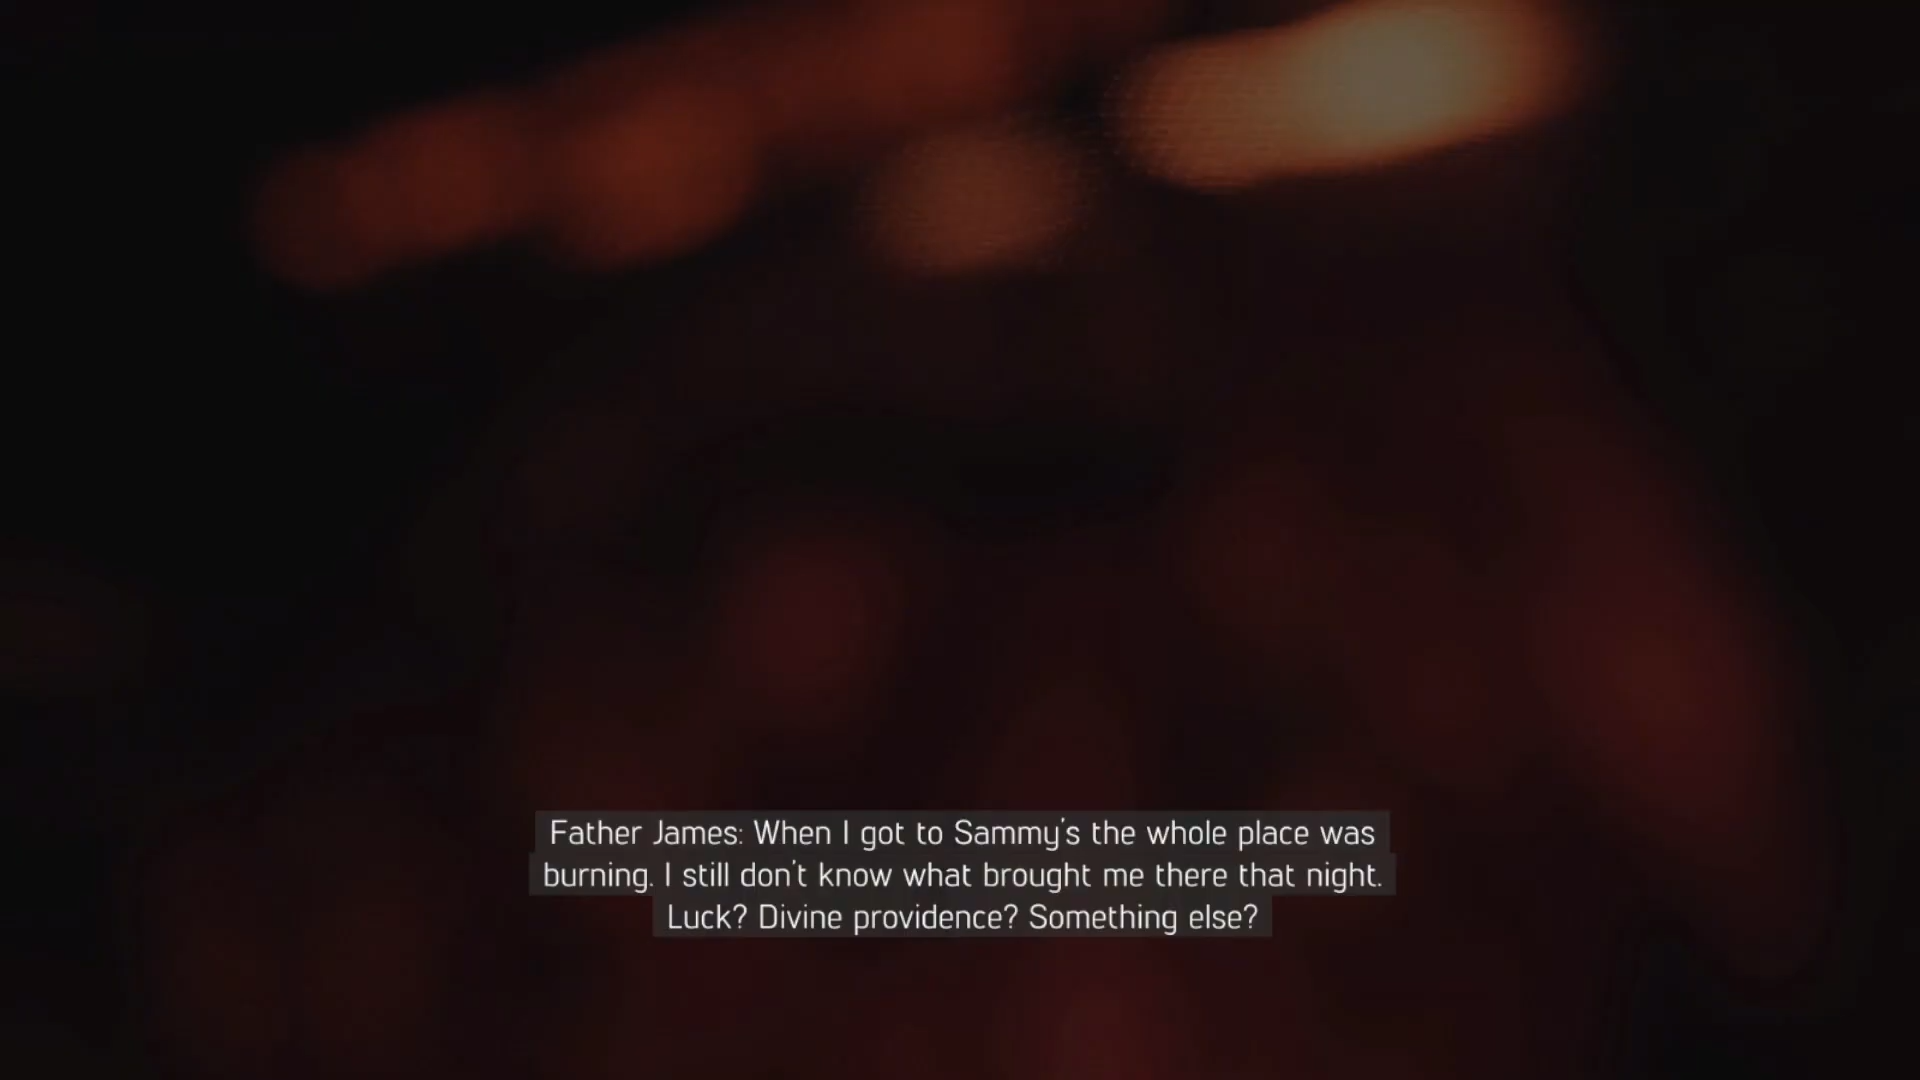 Father James: When I got to Sammy's the whole place was
burning. I still don't know what brought me there that night.
Luck? Divine providence? Something else?